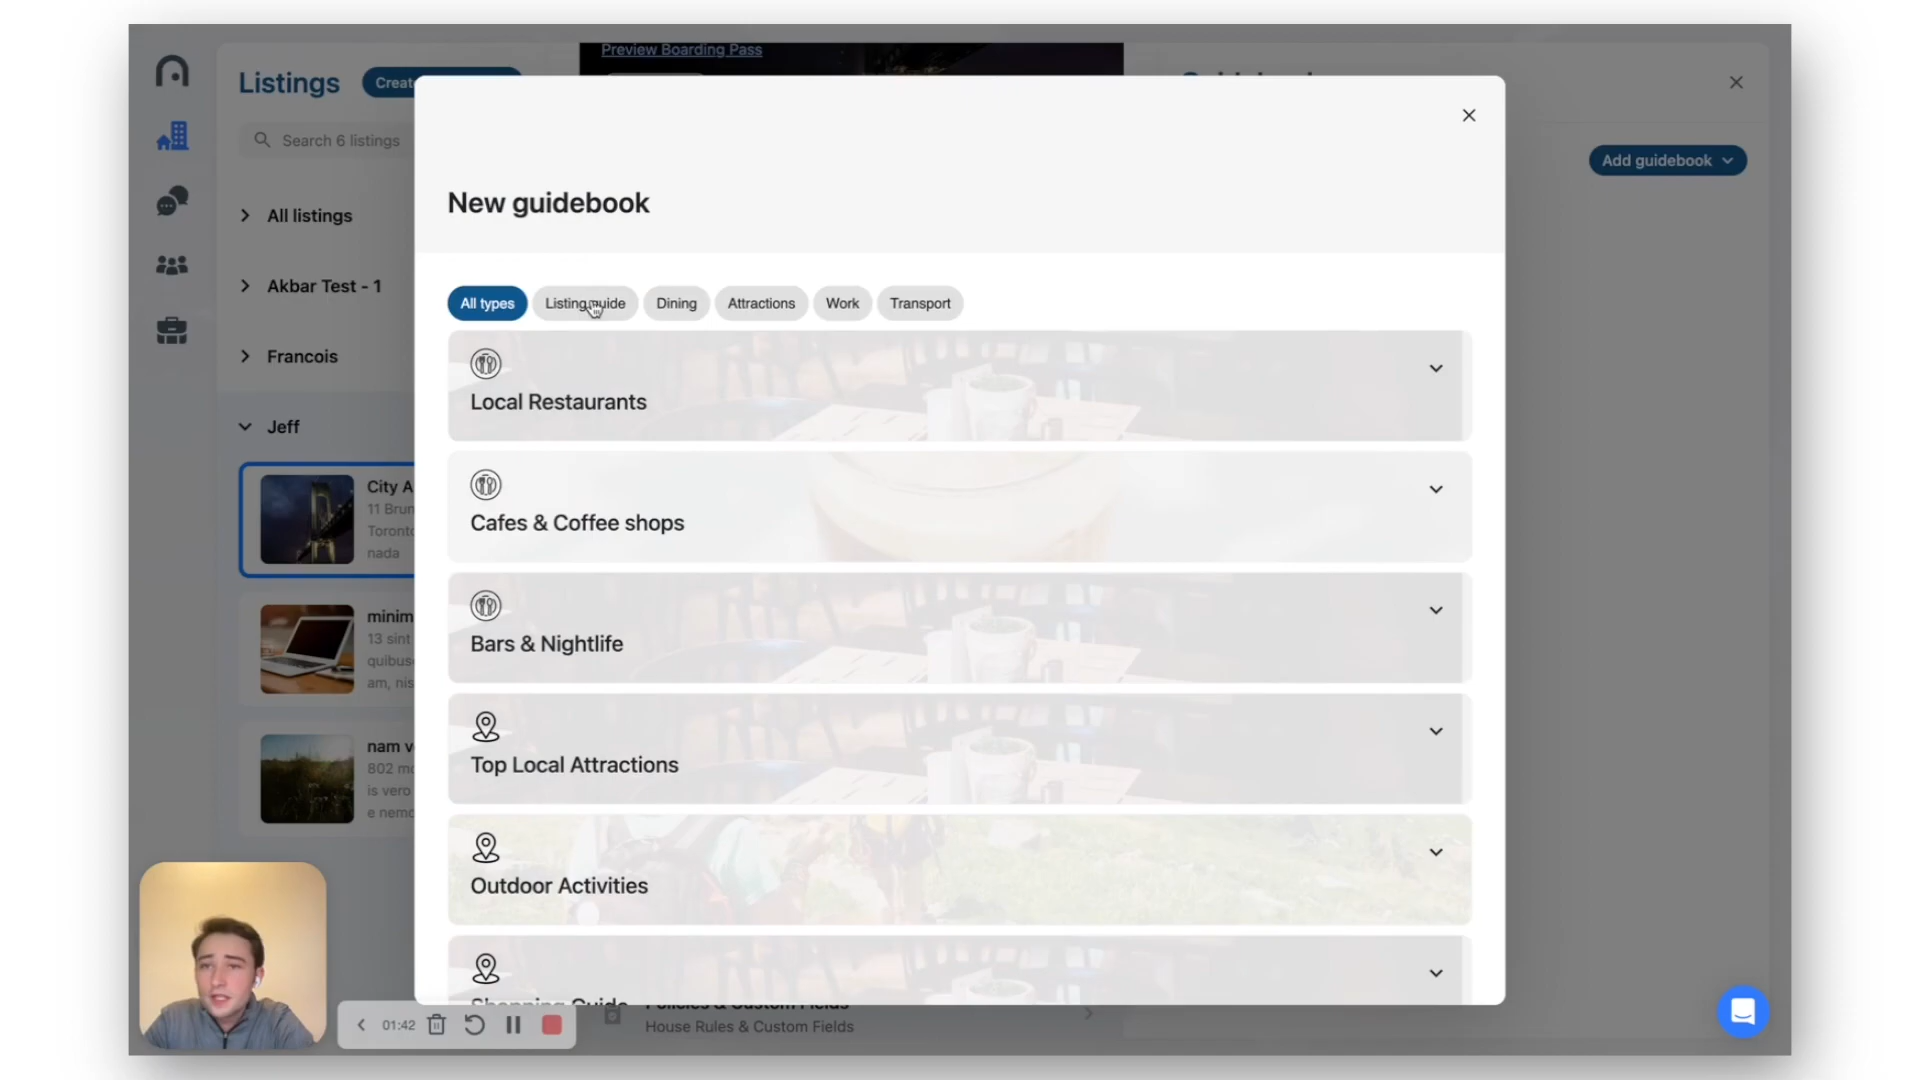 Preview Boarding Pass
Listings
Search 6 listings
All listings
Akbar Test - 1
Francois
Jeff
City A
11 Brun
Toronto
nada
minim
13 sint
quibus
am, nis
nam v
802 mo
is vero
e nemo
Add guidebook
New guidebook
All types
Listing guide
Dining
Attractions
Work
Transport
Local Restaurants
Cafes & Coffee shops
Bars & Nightlife
Top Local Attractions
Outdoor Activities
Shopping Guide
Policies & Custom Fields
House Rules & Custom Fields
01:42